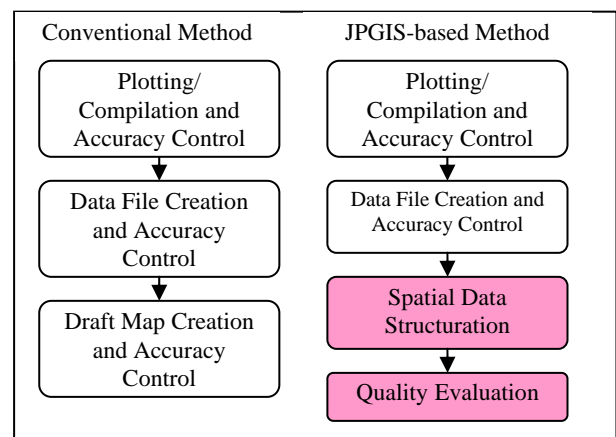 Conventional Method
Plotting/
Compilation and
Accuracy Control
Data File Creation
and Accuracy
Control
Draft Map Creation
and Accuracy
Control
JPGIS-based Method
Plotting/
Compilation and
Accuracy Control
Data File Creation and
Accuracy Control
Spatial Data
Structuration
Quality Evaluation